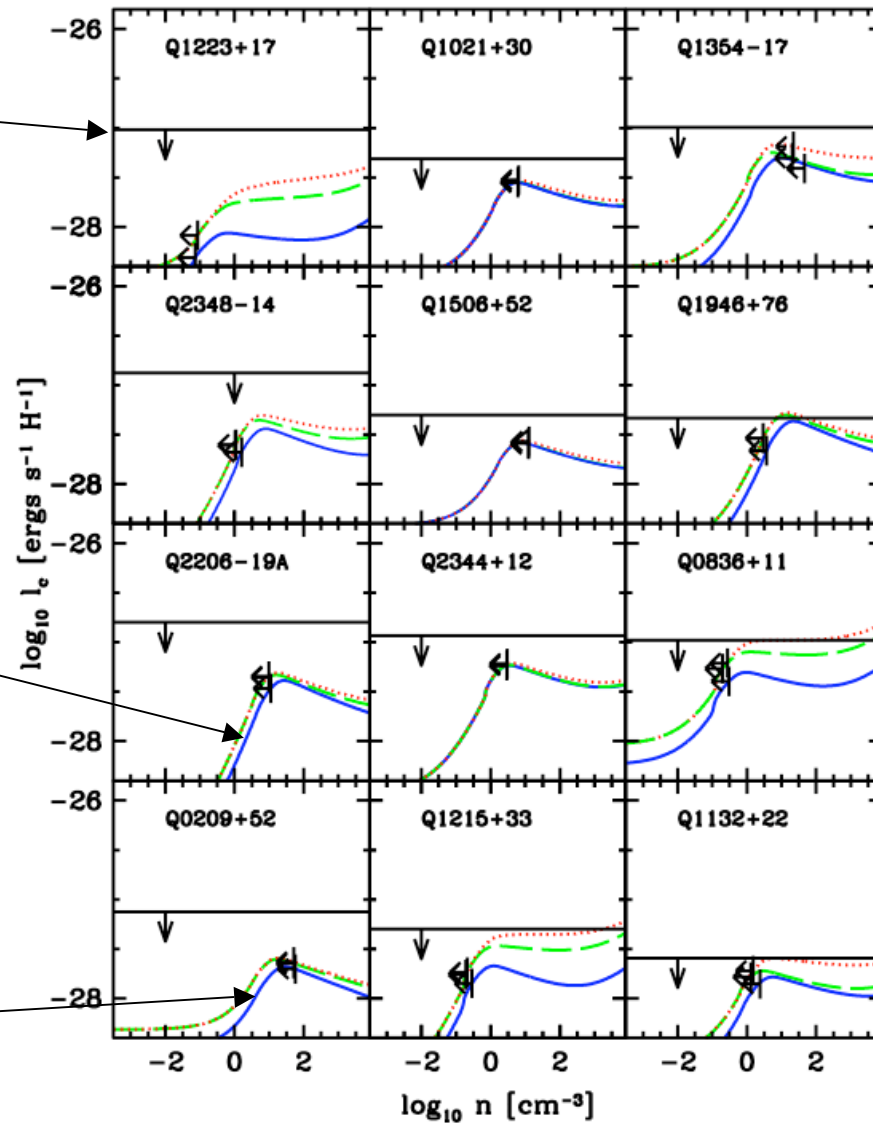 -26
Q1223+17 Q1021+30 Q1354-17
-28
-26
Q2348-14 Q1506+52 Q1946+76
-28
log₁₀ l_c [ergs s⁻¹ H⁻¹]
-26
Q2206-19A Q2344+12 Q0836+11
-28
-26
Q0209+52 Q1215+33 Q1132+22
-28
-2 0 2 -2 0 2 -2 0 2
log₁₀ n [cm⁻³]